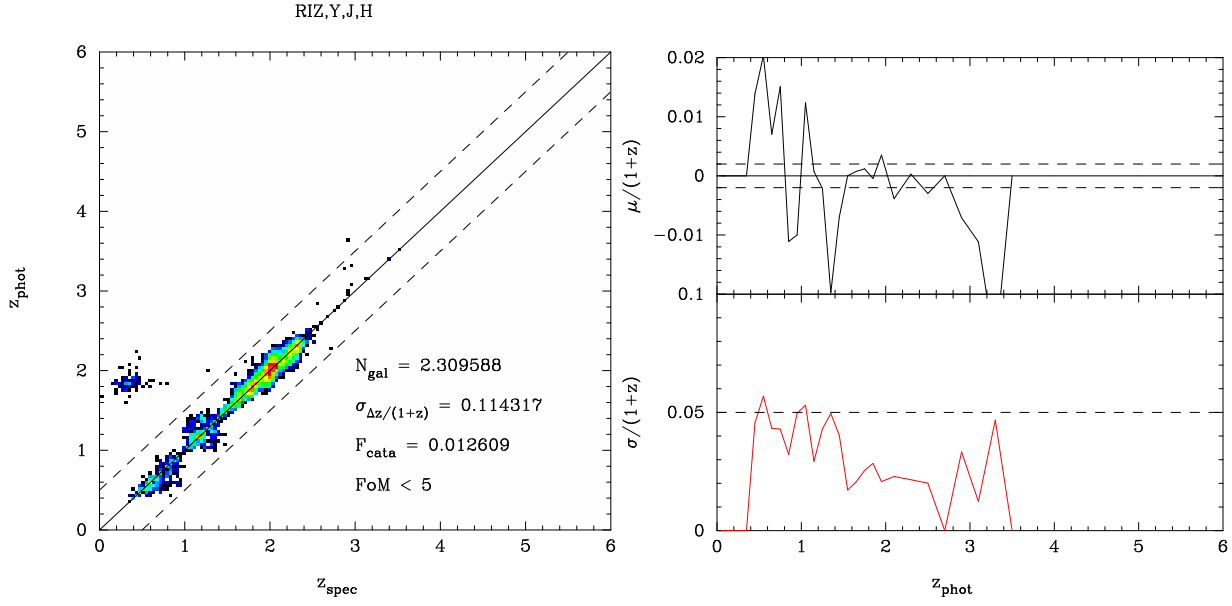 RIZ,Y,J,H
6
5
4
3
2
1
0
z_phot
0 1 2 3 4 5 6
z_spec
N_gal = 2.309588
σ_Δz/(1+z) = 0.114317
F_cata = 0.012609
FoM < 5
0.02
0.01
0
−0.01
μ/(1+z)
0.1
0.05
0
σ/(1+z)
0 1 2 3 4 5 6
z_phot